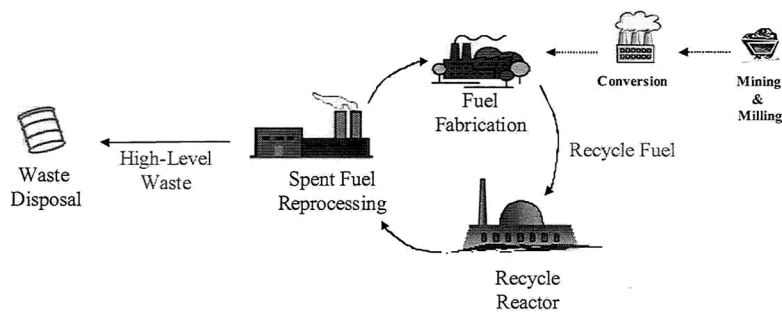 Conversion
Mining
&
Milling
Fuel
Fabrication
Recycle Fuel
High-Level
Waste
Waste
Disposal
Spent Fuel
Reprocessing
Recycle
Reactor